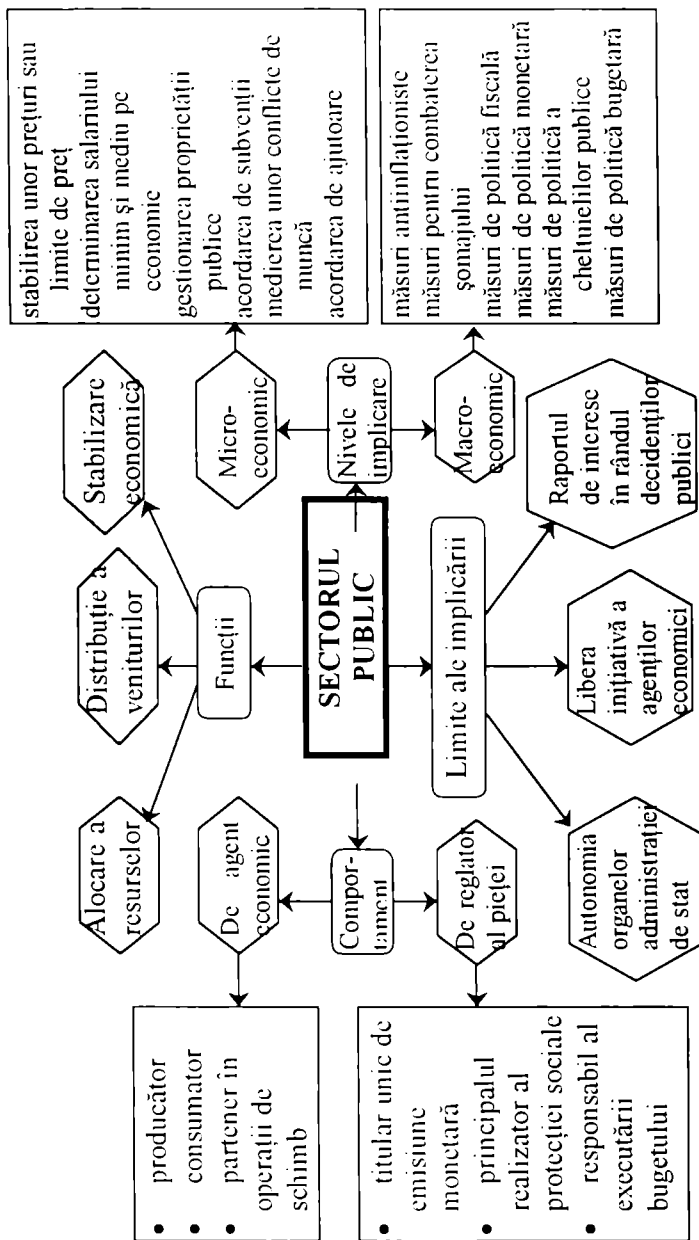 Alocare a
resurselor
Distribuție a
veniturilor
Stabilizare
economică
Funcții
• producător
• consumator
• partener în
operații de
schimb
De agent
economic
Micro-
economic
stabilirea unor prețuri sau
limite de preț
determinarea salariului
minim și mediu pe
economic
gestionarea proprietății
publice
acordarea de subvenții
medierea unor conflicte de
muncă
acordarea de ajutoare
Compor-
tament
SECTORUL
PUBLIC
Nivele de
implicare
• titular unic de
emisiune
monetară
• principalul
realizator al
protecției sociale
• responsabil al
executării
bugetului
De reglator
al pieței
Limite ale implicării
Macro-
economic
măsuri antiinflaționiste
măsuri pentru combaterea
șomajului
măsuri de politică fiscală
măsuri de politică monetară
măsuri de politică a
cheltuielilor publice
măsuri de politică bugetară
Autonomia
organelor
administrației
de stat
Libera
inițiativă a
agenților
economici
Raportul
de interese
în rândul
decidenților
publici